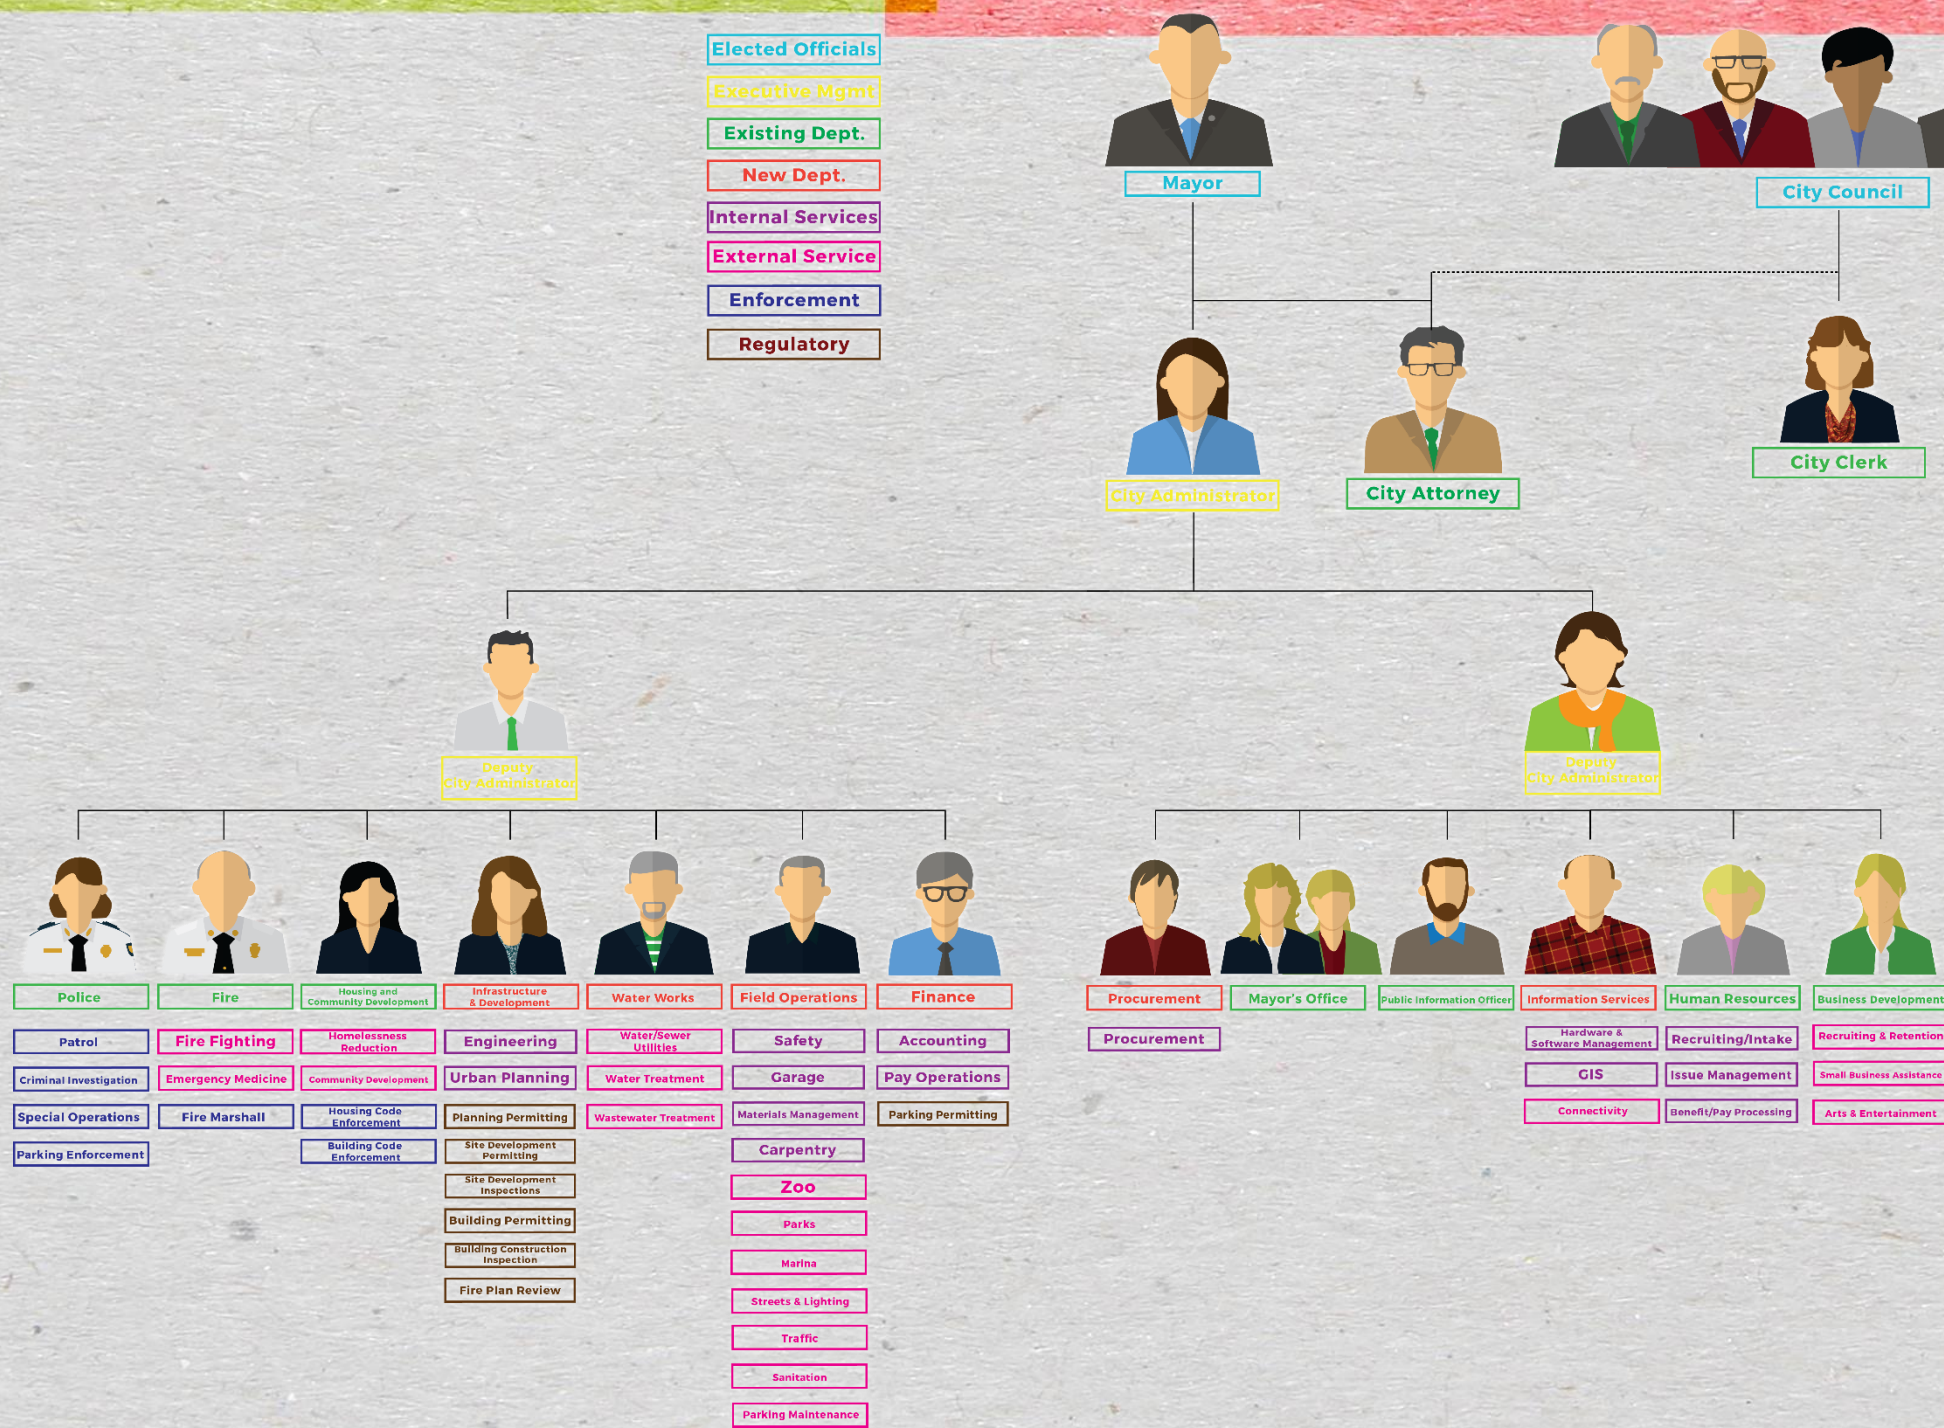 Elected Officials
Executive Mgmt
Existing Dept.
New Dept.
Internal Services
External Service
Enforcement
Regulatory
Mayor
City Council
City Administrator
City Attorney
City Clerk
Deputy
City Administrator
Deputy
City Administrator
Police
Patrol
Criminal Investigation
Special Operations
Parking Enforcement
Fire
Fire Fighting
Emergency Medicine
Fire Marshall
Housing and
Community Development
Homelessness
Reduction
Community Development
Housing Code
Enforcement
Building Code
Enforcement
Infrastructure
& Development
Engineering
Urban Planning
Planning Permitting
Site Development
Permitting
Site Development
Inspections
Building Permitting
Building Construction
Inspection
Fire Plan Review
Water Works
Water/Sewer
Utilities
Water Treatment
Wastewater Treatment
Field Operations
Safety
Garage
Materials Management
Carpentry
Zoo
Parks
Marina
Streets & Lighting
Traffic
Sanitation
Parking Maintenance
Finance
Accounting
Pay Operations
Parking Permitting
Procurement
Procurement
Mayor's Office
Public Information Officer
Information Services
Hardware &
Software Management
GIS
Connectivity
Human Resources
Recruiting/Intake
Issue Management
Benefit/Pay Processing
Business Development
Recruiting & Retention
Small Business Assistance
Arts & Entertainment